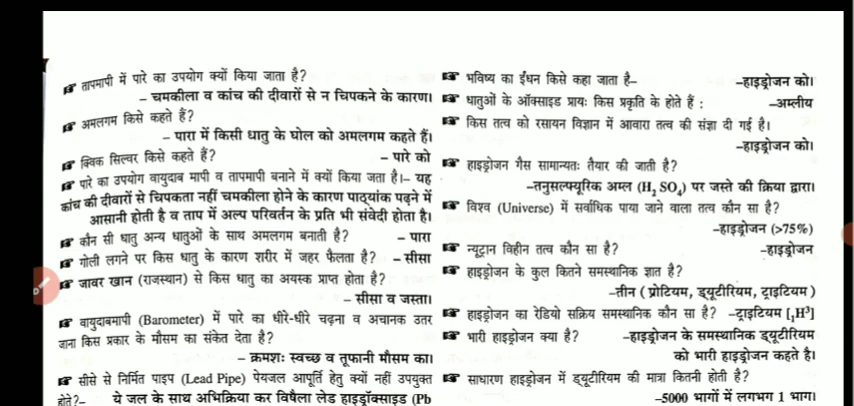 ☞ तापमापी में पारे का उपयोग क्यों किया जाता है?
– चमकीला व कांच की दीवारों से न चिपकने के कारण।
☞ अमलगम किसे कहते हैं?
– पारा में किसी धातु के घोल को अमलगम कहते हैं।
☞ क्विक सिल्वर किसे कहते हैं? – पारे को
☞ पारे का उपयोग वायुदाब मापी व तापमापी बनाने में क्यों किया जता है।– यह
कांच की दीवारों से चिपकता नहीं चमकीला होने के कारण पाठ्यांक पढ़ने में
आसानी होती है व ताप में अल्प परिवर्तन के प्रति भी संवेदी होता है।
☞ कौन सी धातु अन्य धातुओं के साथ अमलगम बनाती है? – पारा
☞ गोली लगने पर किस धातु के कारण शरीर में जहर फैलता है? – सीसा
☞ जावर खान (राजस्थान) से किस धातु का अयस्क प्राप्त होता है?
– सीसा व जस्ता।
☞ वायुदाबमापी (Barometer) में पारे का धीरे-धीरे चढ़ना व अचानक उतर
जाना किस प्रकार के मौसम का संकेत देता है?
– क्रमशः स्वच्छ व तूफानी मौसम का।
☞ सीसे से निर्मित पाइप (Lead Pipe) पेयजल आपूर्ति हेतु क्यों नहीं उपयुक्त
होते?– ये जल के साथ अभिक्रिया कर विषैला लेड हाइड्रॉक्साइड (Pb
☞ भविष्य का ईंधन किसे कहा जाता है– –हाइड्रोजन को।
☞ धातुओं के ऑक्साइड प्रायः किस प्रकृति के होते हैं : –अम्लीय
☞ किस तत्व को रसायन विज्ञान में आवारा तत्व की संज्ञा दी गई है।
–हाइड्रोजन को।
☞ हाइड्रोजन गैस सामान्यतः तैयार की जाती है?
–तनुसल्फ्यूरिक अम्ल (H₂ SO₄) पर जस्ते की क्रिया द्वारा।
☞ विश्व (Universe) में सर्वाधिक पाया जाने वाला तत्व कौन सा है?
–हाइड्रोजन (>75%)
☞ न्यूट्रान विहीन तत्व कौन सा है? –हाइड्रोजन
☞ हाइड्रोजन के कुल कितने समस्थानिक ज्ञात है?
–तीन ( प्रोटियम, ड्यूटीरियम, ट्राइटियम )
☞ हाइड्रोजन का रेडियो सक्रिय समस्थानिक कौन सा है? –ट्राइटियम [₁H³]
☞ भारी हाइड्रोजन क्या है? –हाइड्रोजन के समस्थानिक ड्यूटीरियम
को भारी हाइड्रोजन कहते है।
☞ साधारण हाइड्रोजन में ड्यूटीरियम की मात्रा कितनी होती है?
–5000 भागों में लगभग 1 भाग।